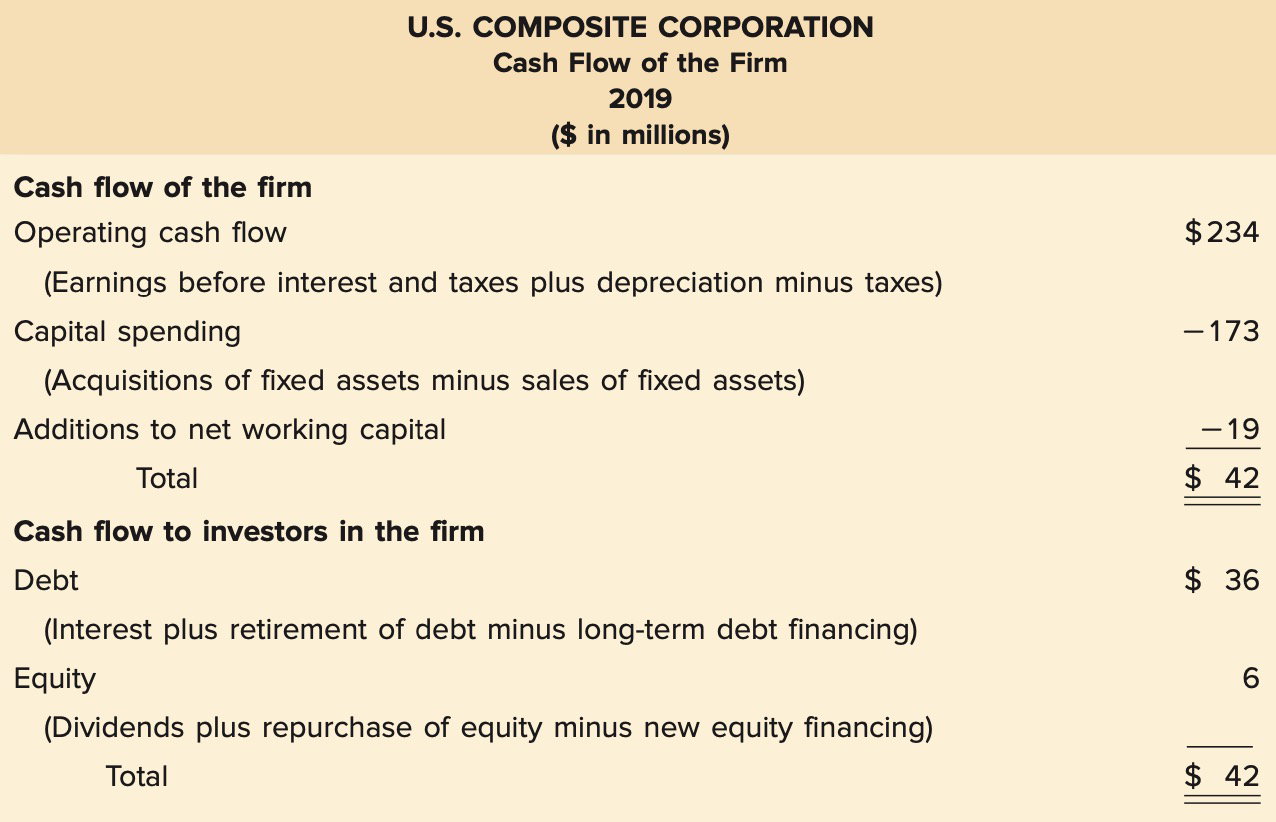 U.S. COMPOSITE CORPORATION
Cash Flow of the Firm
2019
($ in millions)
Cash flow of the firm
Operating cash flow $234
(Earnings before interest and taxes plus depreciation minus taxes)
Capital spending −173
(Acquisitions of fixed assets minus sales of fixed assets)
Additions to net working capital −19
Total $ 42
Cash flow to investors in the firm
Debt $ 36
(Interest plus retirement of debt minus long-term debt financing)
Equity 6
(Dividends plus repurchase of equity minus new equity financing)
Total $ 42